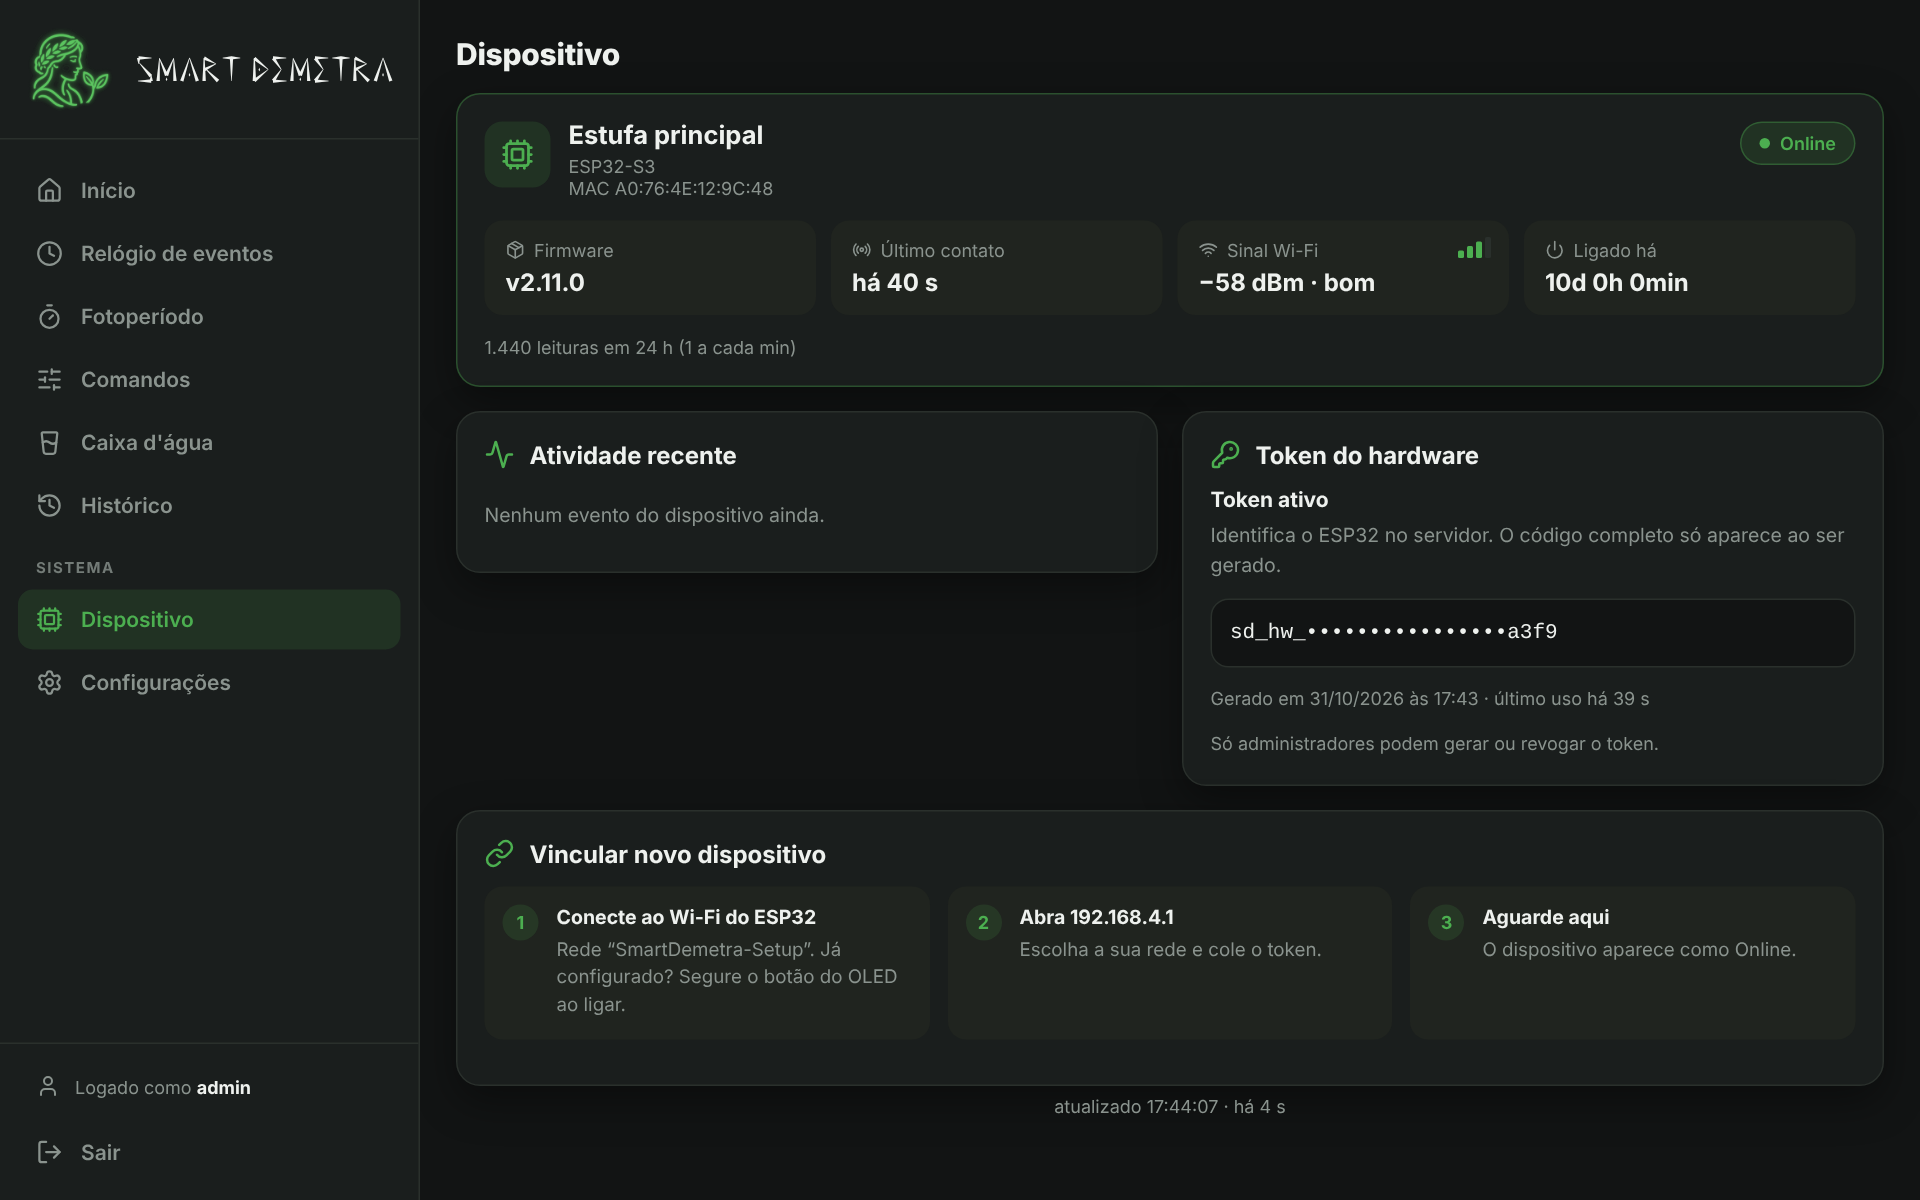 SMART DEMETRA
Início
Relógio de eventos
Fotoperíodo
Comandos
Caixa d'água
Histórico
SISTEMA
Dispositivo
Configurações
Logado como admin
Sair
Dispositivo
Estufa principal
ESP32-S3
MAC A0:76:4E:12:9C:48
Online
Firmware
v2.11.0
Último contato
há 40 s
Sinal Wi-Fi
−58 dBm · bom
Ligado há
10d 0h 0min
1.440 leituras em 24 h (1 a cada min)
Atividade recente
Nenhum evento do dispositivo ainda.
Token do hardware
Token ativo
Identifica o ESP32 no servidor. O código completo só aparece ao ser
gerado.
sd_hw_••••••••••••••••a3f9
Gerado em 31/10/2026 às 17:43 · último uso há 39 s
Só administradores podem gerar ou revogar o token.
Vincular novo dispositivo
1
Conecte ao Wi-Fi do ESP32
Rede “SmartDemetra-Setup”. Já
configurado? Segure o botão do OLED
ao ligar.
2
Abra 192.168.4.1
Escolha a sua rede e cole o token.
3
Aguarde aqui
O dispositivo aparece como Online.
atualizado 17:44:07 · há 4 s